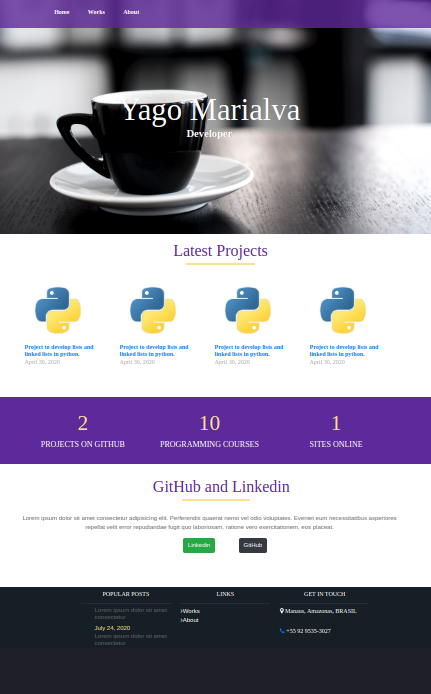 Home Works About
Yago Marialva
Developer
Latest Projects
Project to develop lists and linked lists in python.
April 30, 2020
Project to develop lists and linked lists in python.
April 30, 2020
Project to develop lists and linked lists in python.
April 30, 2020
Project to develop lists and linked lists in python.
April 30, 2020
2
PROJECTS ON GITHUB
10
PROGRAMMING COURSES
1
SITES ONLINE
GitHub and Linkedin
Lorem ipsum dolor sit amet consectetur adipisicing elit. Perferendis quaerat nemo vel odio voluptates. Eveniet eum necessitatibus asperiores
repellat velit error repudiandae fugit quo laboriosam, ratione vero exercitationem, eos placeat.
Linkedin GitHub
POPULAR POSTS
Lorem ipsum dolor sit amet
consectetur
July 24, 2020
Lorem ipsum dolor sit amet
consectetur
LINKS
›Works
›About
GET IN TOUCH
Manaus, Amazonas, BRASIL
+55 92 9535-3027